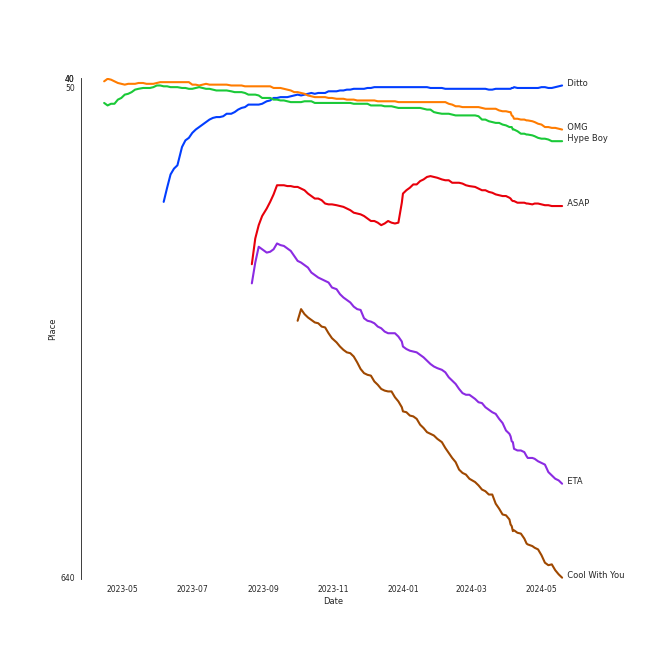 40
50
Ditto
OMG
Hype Boy
ASAP
Place
ETA
Cool With You
640
2023-05 2023-07 2023-09 2023-11 2024-01 2024-03 2024-05
Date